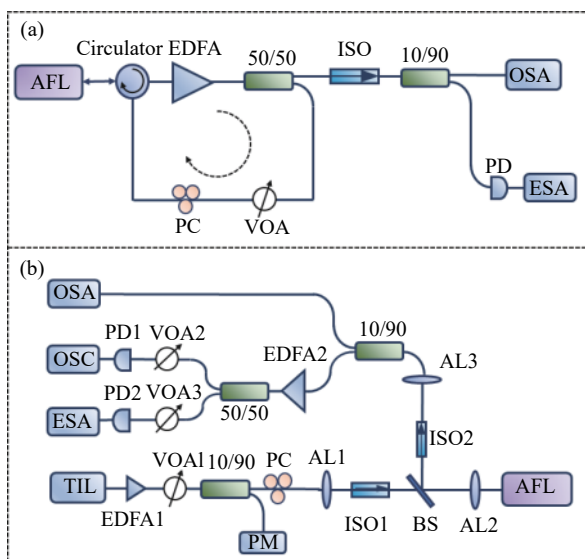 (a)
Circulator EDFA
50/50
ISO
10/90
AFL
OSA
PD
ESA
PC
VOA
(b)
OSA
10/90
PD1
VOA2
EDFA2
OSC
AL3
PD2
VOA3
ESA
50/50
ISO2
VOA1
10/90
PC
AL1
TIL
AFL
EDFA1
ISO1
BS
AL2
PM